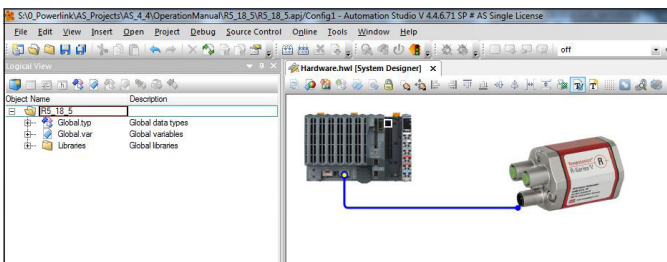 S:\0_Powerlink\AS_Projects\AS_4_4\OperationManual\R5_18_5\R5_18_5.apj/Config1 - Automation Studio V 4.4.6.71 SP # AS Single License
File Edit View Insert Open Project Debug Source Control Online Tools Window Help
off
Logical View
Hardware.hwl [System Designer] x
Object Name Description
R5_18_5
Global.typ Global data types
Global.var Global variables
Libraries Global libraries
Temposonics
R-Series V
R